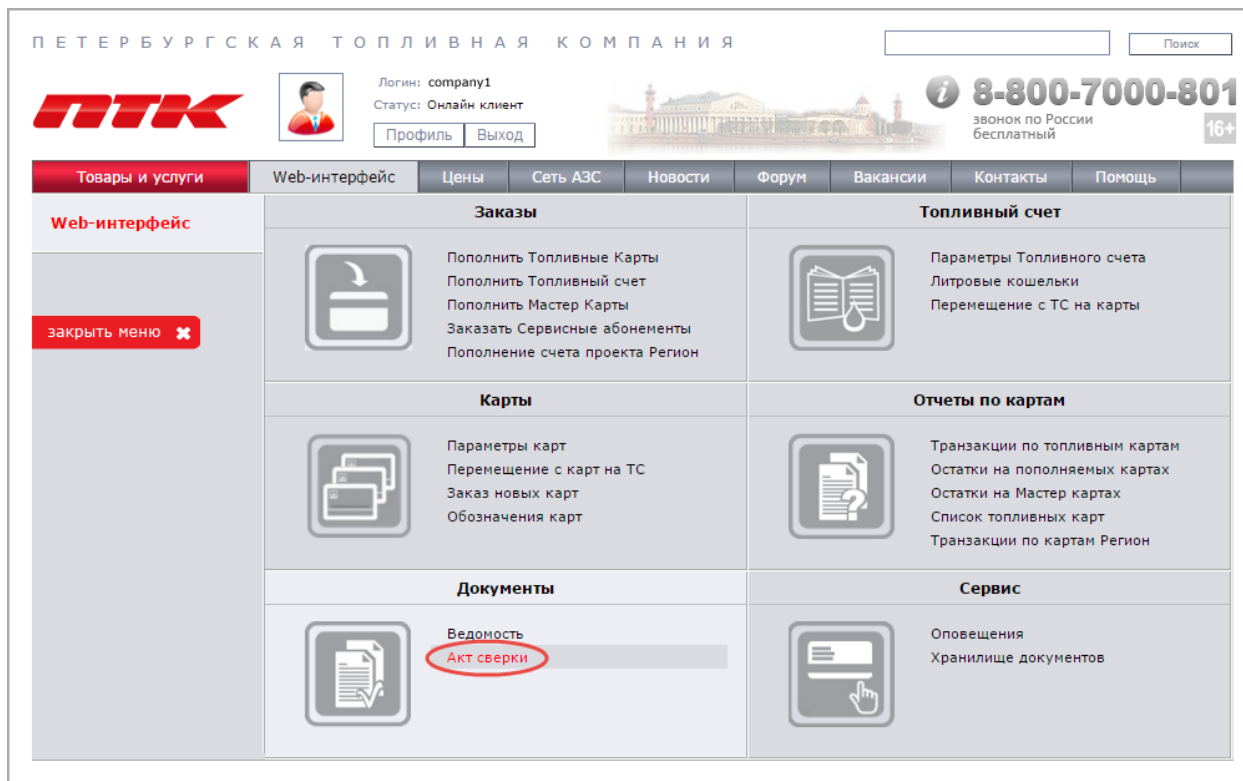 ПЕТЕРБУРГСКАЯ ТОПЛИВНАЯ КОМПАНИЯ
Поиск
ПТК
Логин: company1
Статус: Онлайн клиент
Профиль Выход
8-800-7000-801
звонок по России
бесплатный
16+
Товары и услуги Web-интерфейс Цены Сеть АЗС Новости Форум Вакансии Контакты Помощь
Web-интерфейс
закрыть меню
Заказы
Пополнить Топливные Карты
Пополнить Топливный счет
Пополнить Мастер Карты
Заказать Сервисные абонементы
Пополнение счета проекта Регион
Топливный счет
Параметры Топливного счета
Литровые кошельки
Перемещение с ТС на карты
Карты
Параметры карт
Перемещение с карт на ТС
Заказ новых карт
Обозначения карт
Отчеты по картам
Транзакции по топливным картам
Остатки на пополняемых картах
Остатки на Мастер картах
Список топливных карт
Транзакции по картам Регион
Документы
Ведомость
Акт сверки
Сервис
Оповещения
Хранилище документов